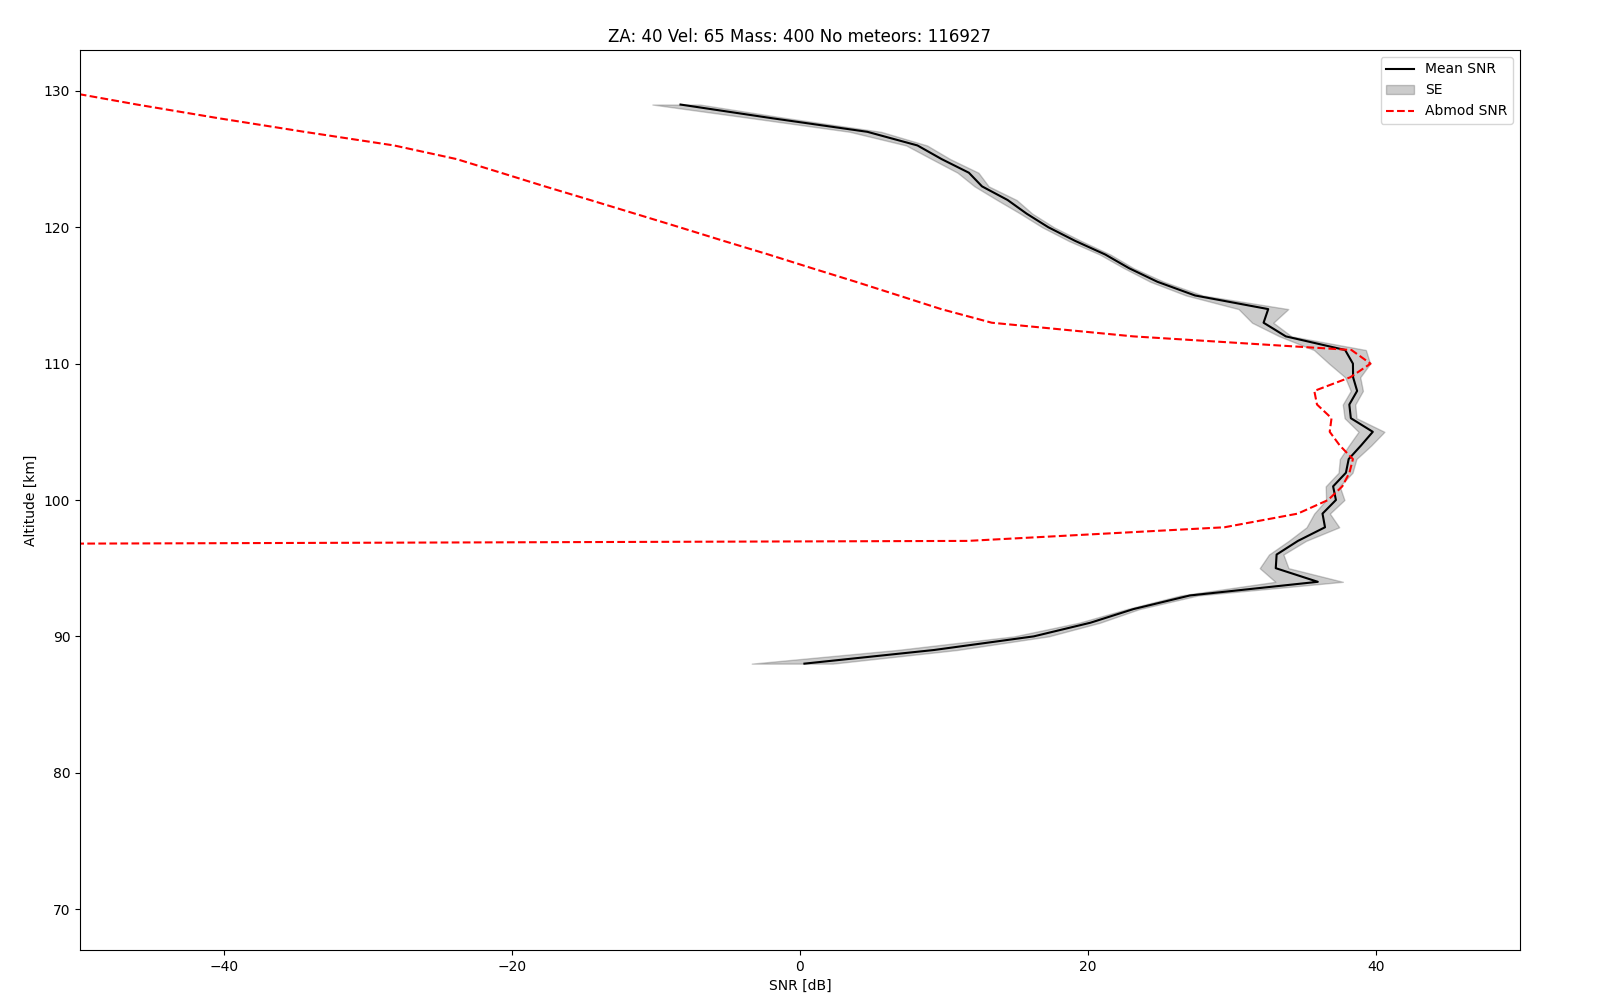 ZA: 40 Vel: 65 Mass: 400 No meteors: 116927
Mean SNR
SE
Abmod SNR
130
120
110
100
90
80
70
Altitude [km]
−40
−20
0
20
40
SNR [dB]